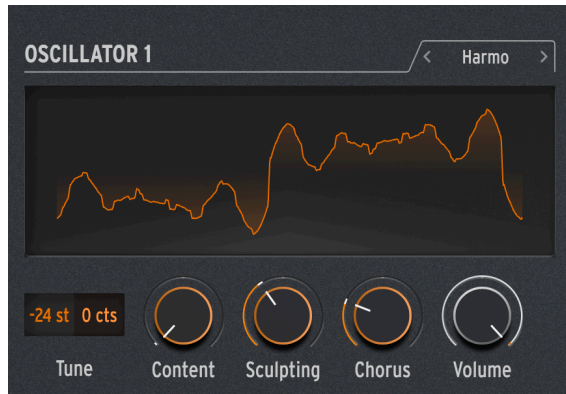 OSCILLATOR 1
< Harmo >
-24 st 0 cts
Tune
Content
Sculpting
Chorus
Volume